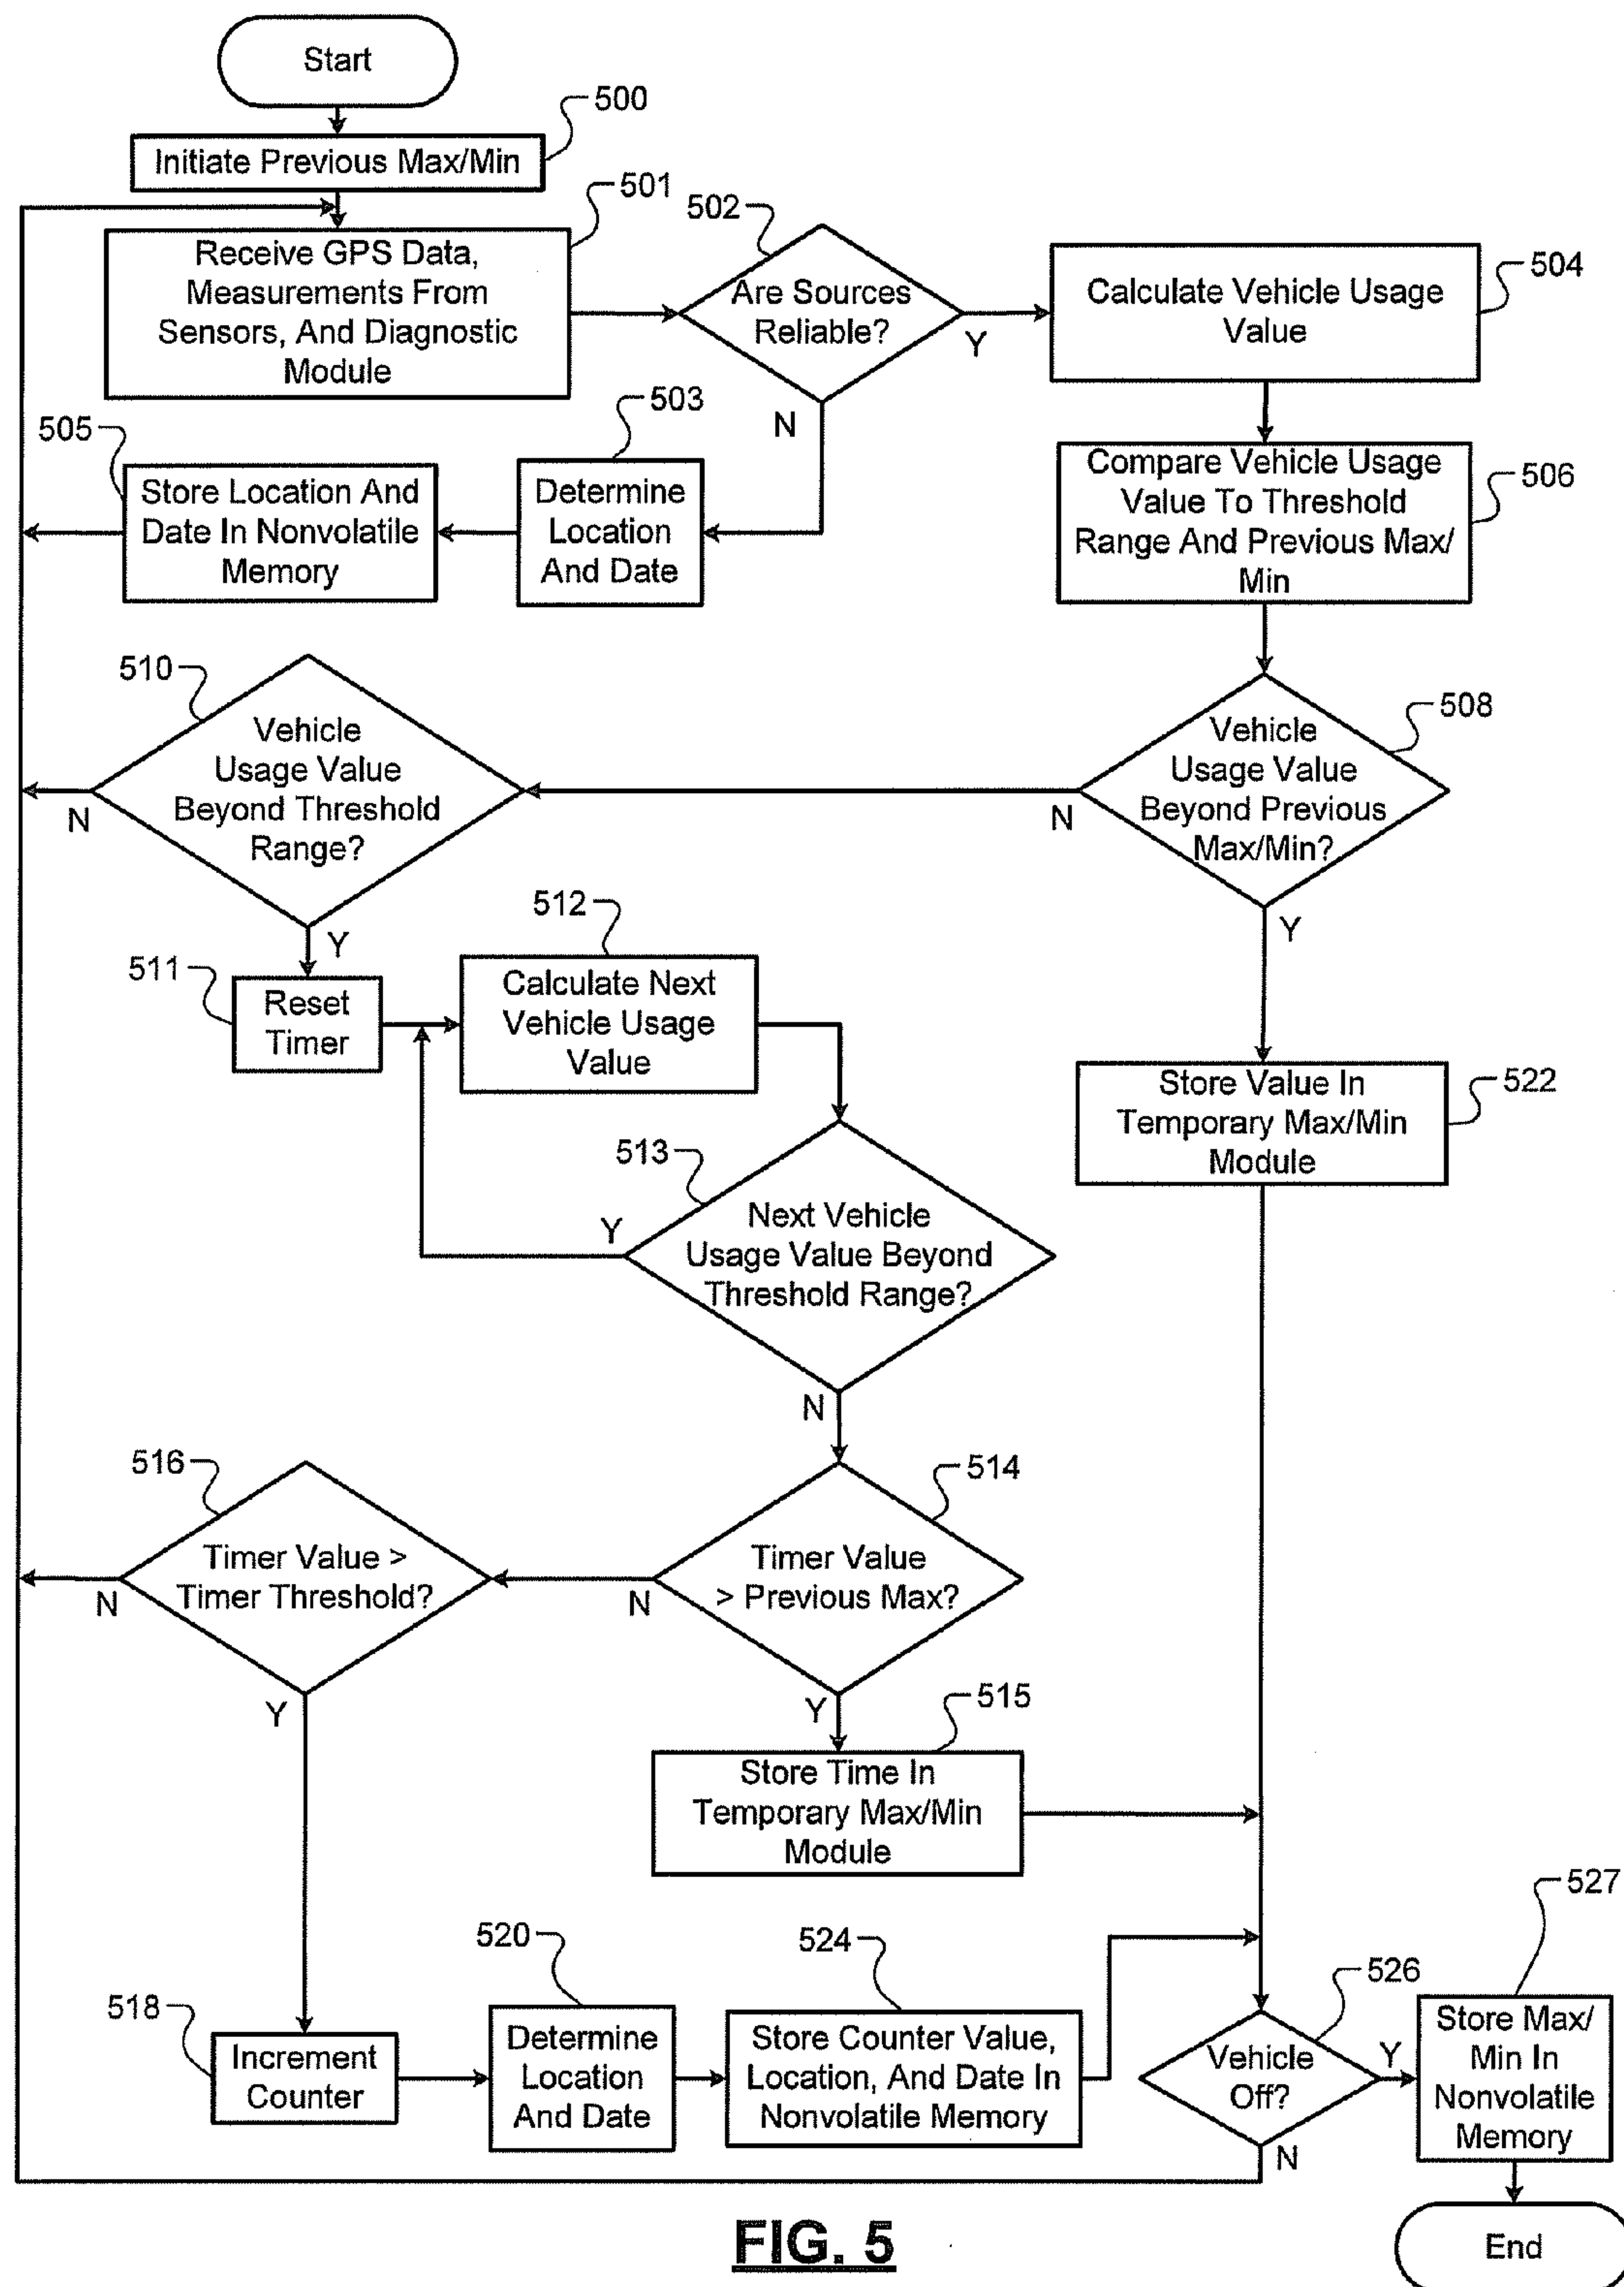 Start
500
Initiate Previous Max/Min
501
Receive GPS Data,
Measurements From
Sensors, And Diagnostic
Module
502
Are Sources
Reliable?
Y
N
504
Calculate Vehicle Usage
Value
503
Determine
Location
And Date
505
Store Location And
Date In Nonvolatile
Memory
506
Compare Vehicle Usage
Value To Threshold
Range And Previous Max/
Min
508
Vehicle
Usage Value
Beyond Previous
Max/Min?
N
Y
510
Vehicle
Usage Value
Beyond Threshold
Range?
N
Y
511
Reset
Timer
512
Calculate Next
Vehicle Usage
Value
522
Store Value In
Temporary Max/Min
Module
513
Next Vehicle
Usage Value Beyond
Threshold Range?
Y
N
514
Timer Value
> Previous Max?
N
Y
516
Timer Value >
Timer Threshold?
N
Y
515
Store Time In
Temporary Max/Min
Module
518
Increment
Counter
520
Determine
Location
And Date
524
Store Counter Value,
Location, And Date In
Nonvolatile Memory
526
Vehicle
Off?
Y
N
527
Store Max/
Min In
Nonvolatile
Memory
End
FIG. 5